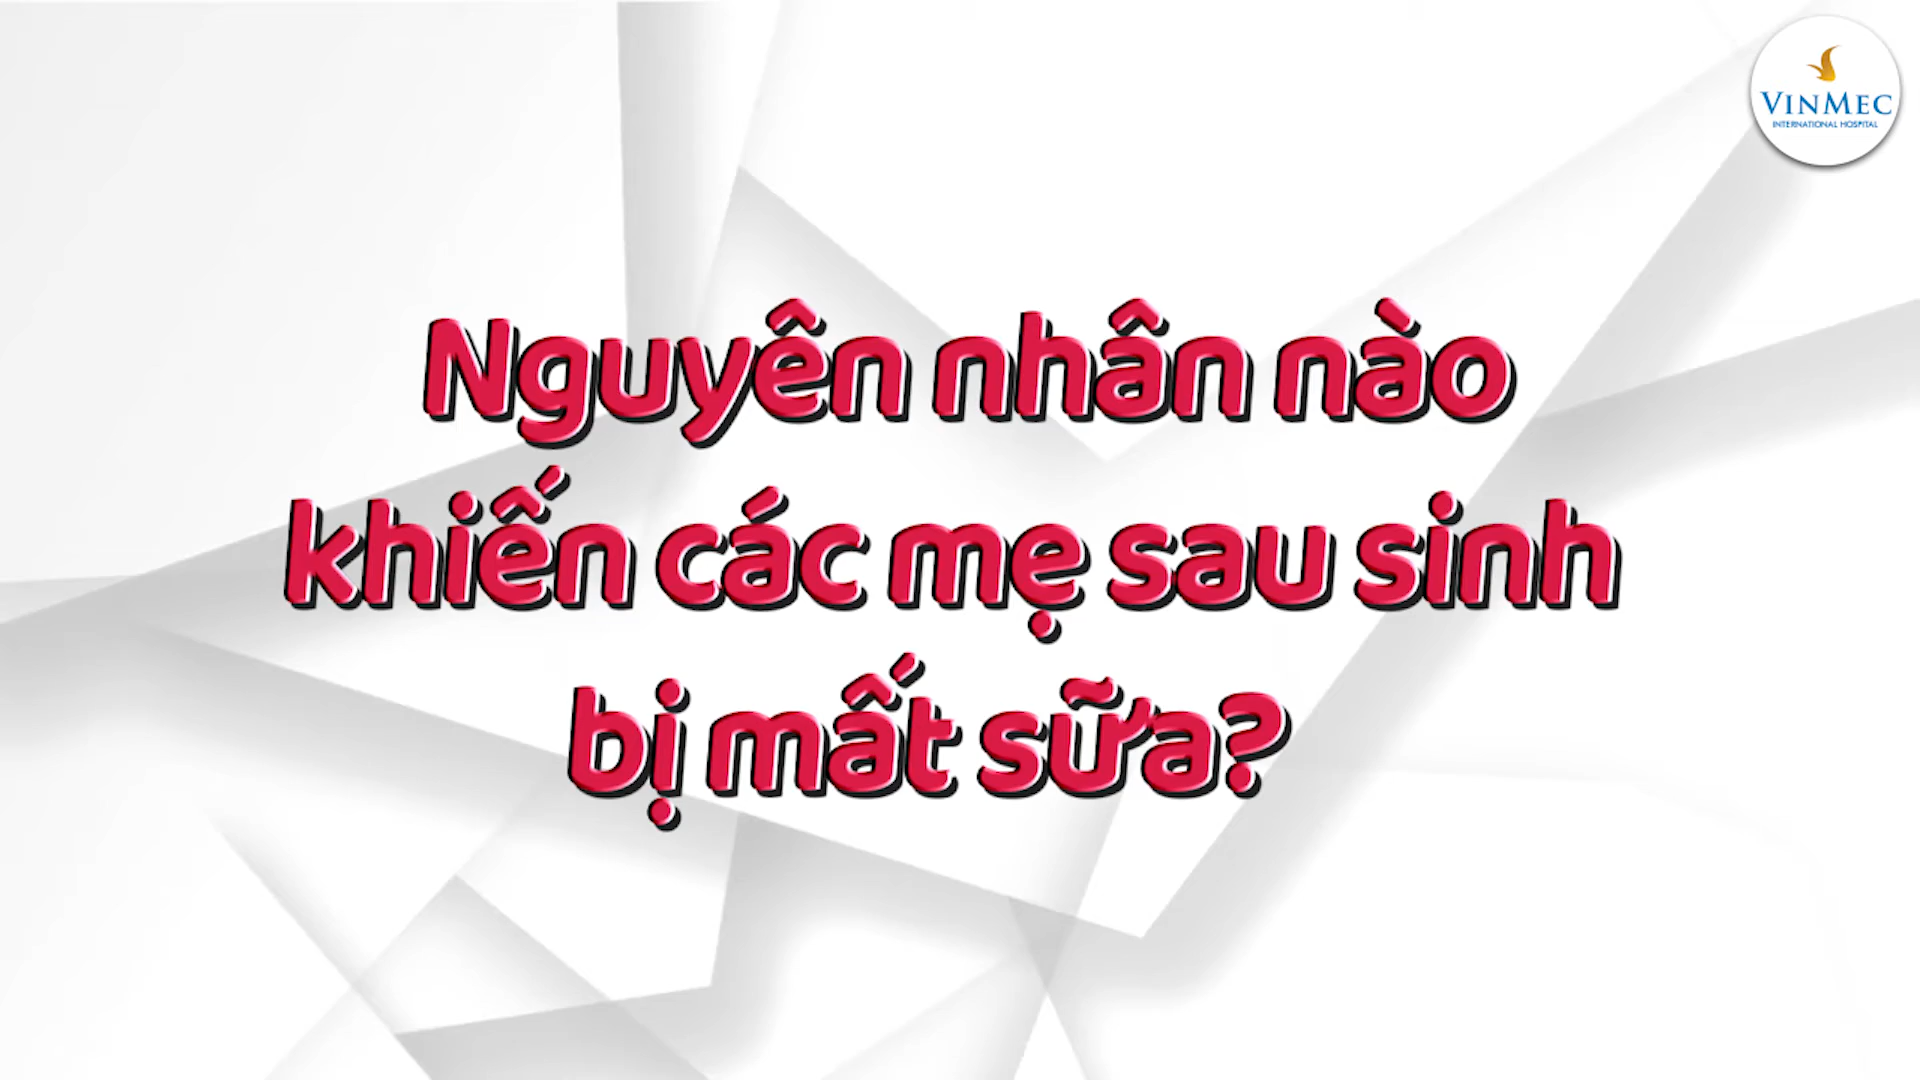 VINMEC
INTERNATIONAL HOSPITAL
Nguyên nhân nào
khiến các mẹ sau sinh
bị mất sữa?